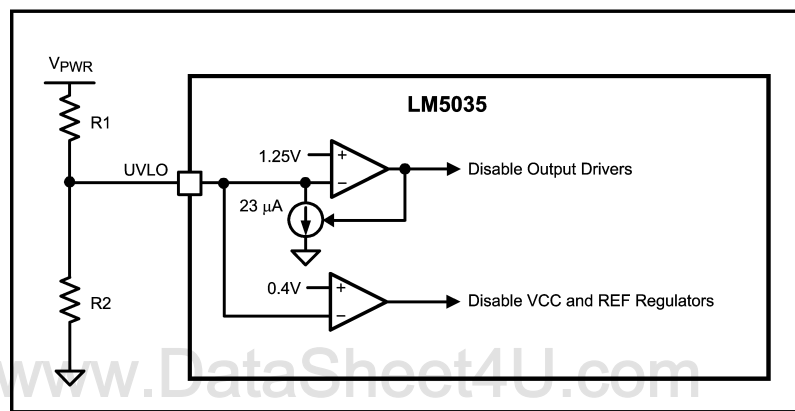 VPWR
LM5035
R1
1.25V
+
Disable Output Drivers
UVLO
−
23 μA
0.4V
+
Disable VCC and REF Regulators
R2
−
www.DataSheet4U.com